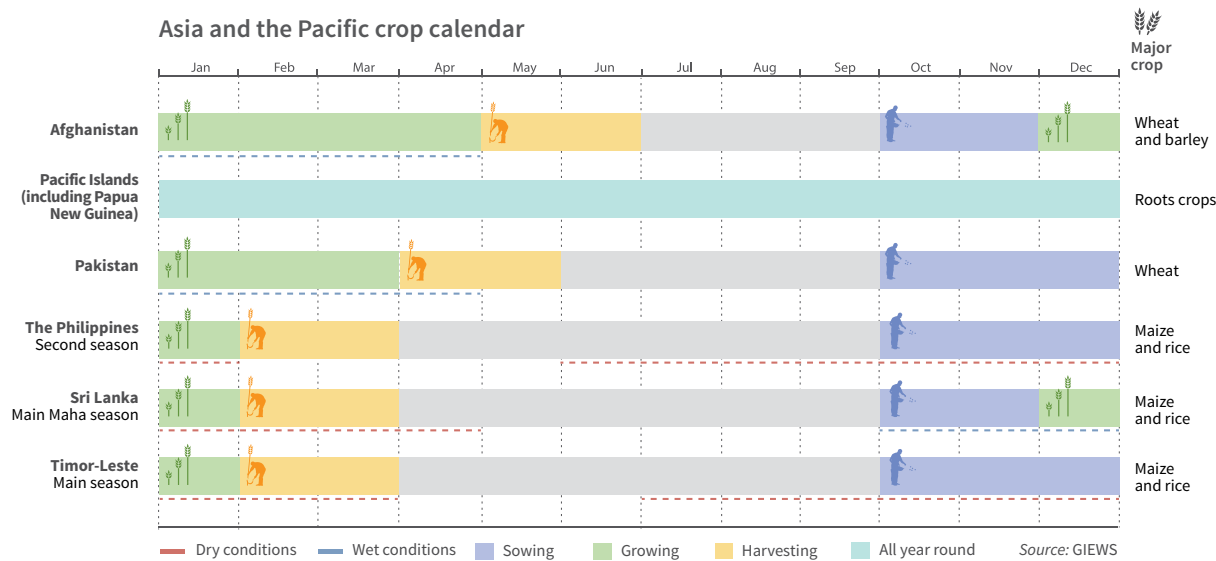 Asia and the Pacific crop calendar
Major
crop
Jan Feb Mar Apr May Jun Jul Aug Sep Oct Nov Dec
Afghanistan
Wheat
and barley
Pacific Islands
(including Papua
New Guinea)
Roots crops
Pakistan
Wheat
The Philippines
Second season
Maize
and rice
Sri Lanka
Main Maha season
Maize
and rice
Timor-Leste
Main season
Maize
and rice
Dry conditions Wet conditions Sowing Growing Harvesting All year round Source: GIEWS